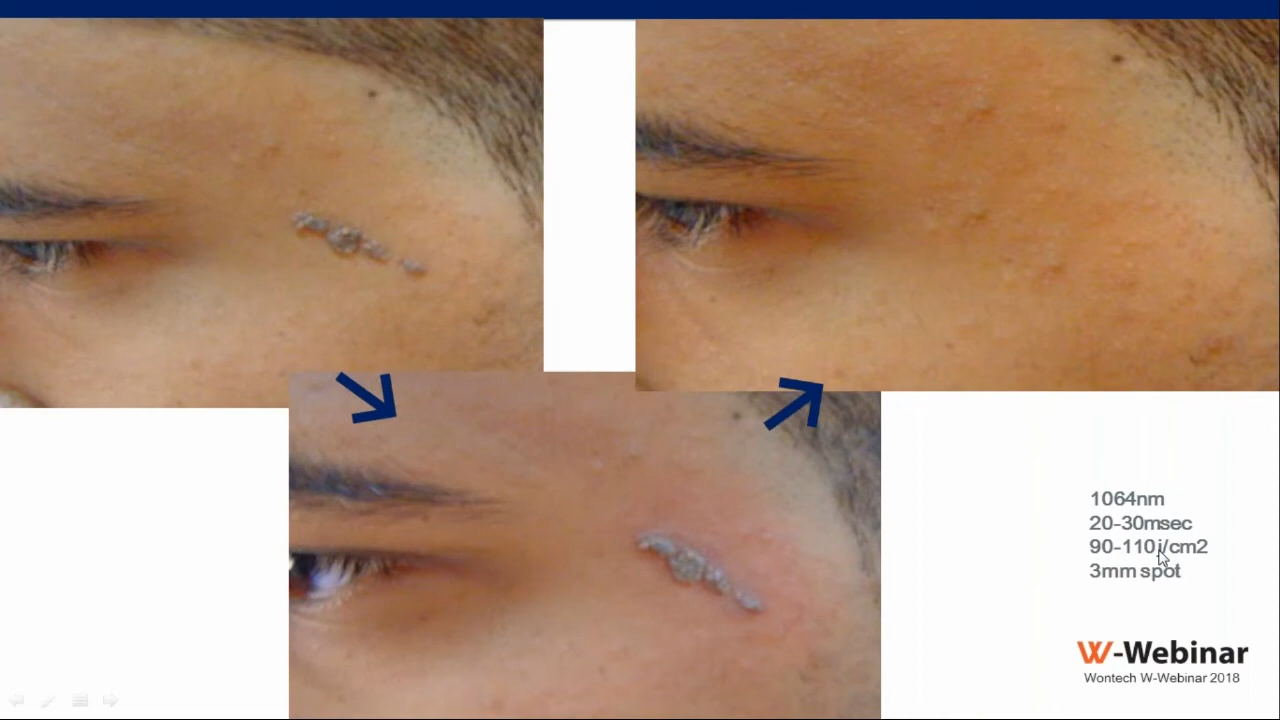 1064nm
20-30msec
90-110j/cm2
3mm spot
W-Webinar
Wontech W-Webinar 2018